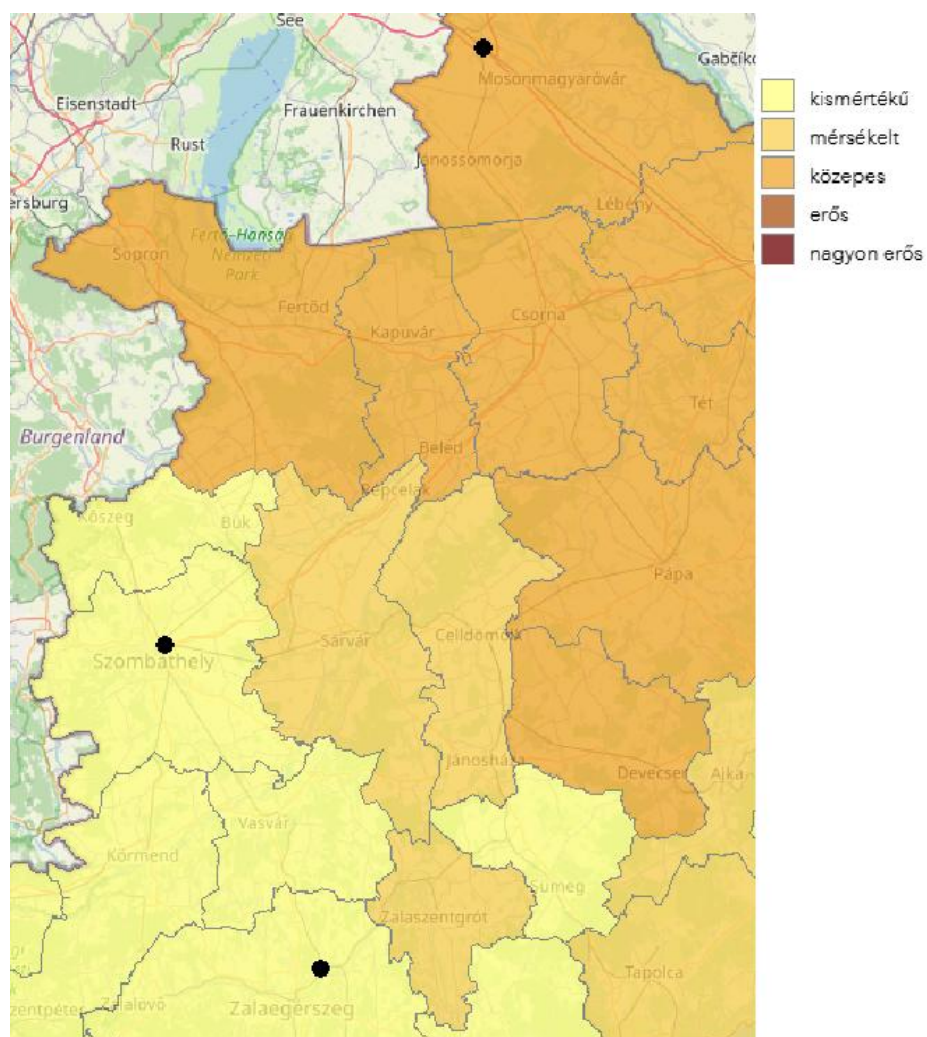 See
Gabčíko
Mosonmagyaróvár
Eisenstadt
Frauenkirchen
Rust
Jánossomorja
ersburg
Lébény
Fertő-Hanság
Nemzeti
Park
Sopron
Fertőd
Kapuvár
Csorna
Tét
Burgenland
Beled
Répcelak
Kőszeg
Bük
Pápa
Sárvár
Celldömölk
Szombathely
Jánosháza
Devecser
Ajka
Vasvár
Körmend
Sümeg
Zalaszentgrót
Tapolca
zentpéter
Zalalövő
Zalaegerszeg
kismértékű
mérsékelt
közepes
erős
nagyon erős